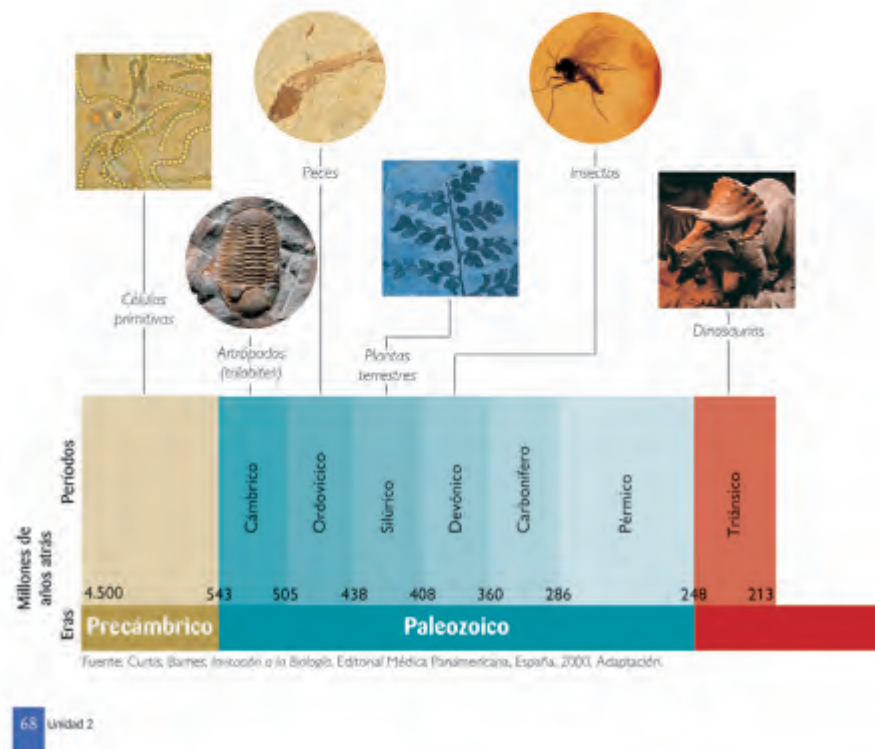 Peces
Insectos
Células
primitivas
Artrópodos
(trilobites)
Plantas
terrestres
Dinosaurios
Períodos
Cámbrico
Ordovícico
Silúrico
Devónico
Carbonífero
Pérmico
Triánsico
Millones de
años atrás
4.500 543 505 438 408 360 286 248 213
Eras
Precámbrico Paleozoico
Fuente: Curtis, Barnes, Invitación a la Biología, Editorial Médica Panamericana, España, 2000. Adaptación.
68 Unidad 2